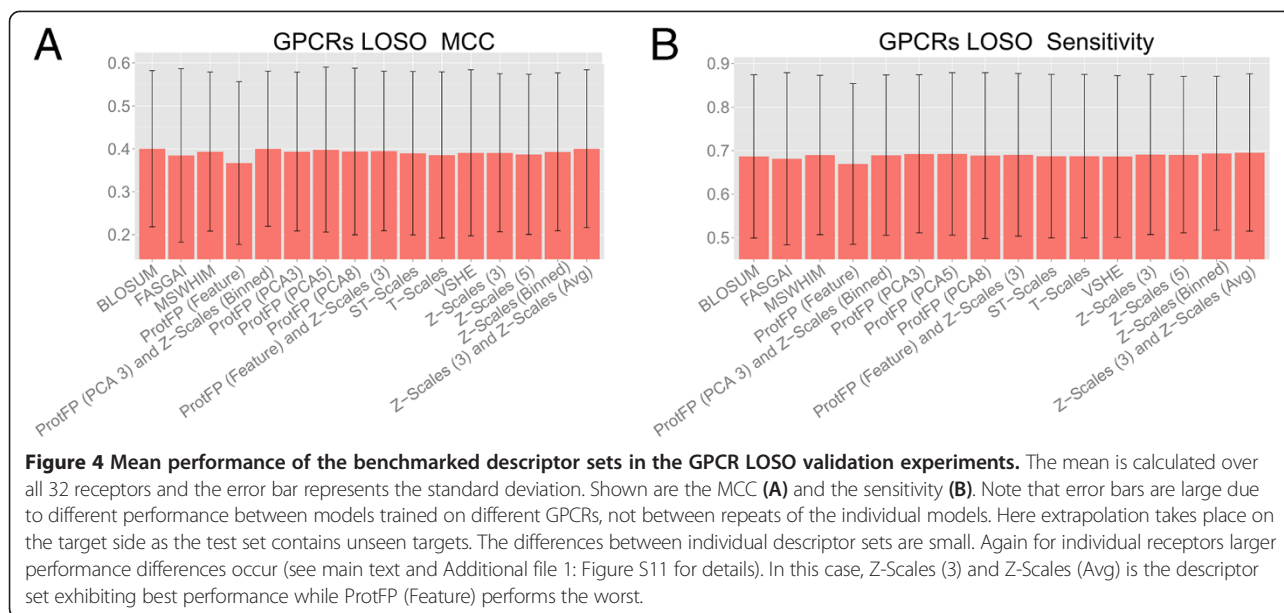 A
GPCRs LOSO MCC
0.6
0.5
0.4
0.3
0.2
BLOSUM
FASGAI
MSWHIM
ProtFP (Feature)
ProtFP (PCA 3) and Z−Scales (Binned)
ProtFP (PCA3)
ProtFP (PCA5)
ProtFP (PCA8)
ProtFP (Feature) and Z−Scales (3)
ST−Scales
T−Scales
VSHE
Z−Scales (3)
Z−Scales (5)
Z−Scales (Binned)
Z−Scales (3) and Z−Scales (Avg)
B
GPCRs LOSO Sensitivity
0.9
0.8
0.7
0.6
0.5
BLOSUM
FASGAI
MSWHIM
ProtFP (Feature)
ProtFP (PCA 3) and Z−Scales (Binned)
ProtFP (PCA3)
ProtFP (PCA5)
ProtFP (PCA8)
ProtFP (Feature) and Z−Scales (3)
ST−Scales
T−Scales
VSHE
Z−Scales (3)
Z−Scales (5)
Z−Scales (Binned)
Z−Scales (3) and Z−Scales (Avg)
Figure 4 Mean performance of the benchmarked descriptor sets in the GPCR LOSO validation experiments. The mean is calculated over
all 32 receptors and the error bar represents the standard deviation. Shown are the MCC (A) and the sensitivity (B). Note that error bars are large due
to different performance between models trained on different GPCRs, not between repeats of the individual models. Here extrapolation takes place on
the target side as the test set contains unseen targets. The differences between individual descriptor sets are small. Again for individual receptors larger
performance differences occur (see main text and Additional file 1: Figure S11 for details). In this case, Z-Scales (3) and Z-Scales (Avg) is the descriptor
set exhibiting best performance while ProtFP (Feature) performs the worst.